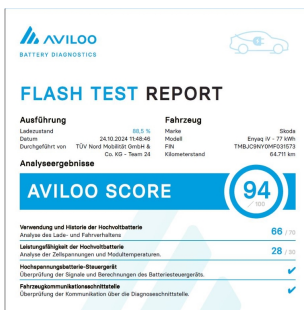 AVILOO
BATTERY DIAGNOSTICS
FLASH TEST REPORT
Ausführung
Ladezustand 88,5 %
Datum 24.10.2024 11:48:46
Durchgeführt von TÜV Nord Mobilität GmbH &
Co. KG - Team 24
Fahrzeug
Marke Skoda
Modell Enyaq iV - 77 kWh
FIN TMBJC9NY0MF031573
Kilometerstand 64.711 km
Analyseergebnisse
AVILOO SCORE
94
/ 100
Verwendung und Historie der Hochvoltbatterie
Analyse des Lade- und Fahrverhaltens
66 / 70
Leistungsfähigkeit der Hochvoltbatterie
Analyse der Zellspannungen und Modultemperaturen.
28 / 30
Hochspannungsbatterie-Steuergerät
Überprüfung der Signale und Berechnungen des Batteriesteuergeräts.
Fahrzeugkommunikationsschnittstelle
Überprüfung der Kommunikation über die Diagnoseschnittstelle.